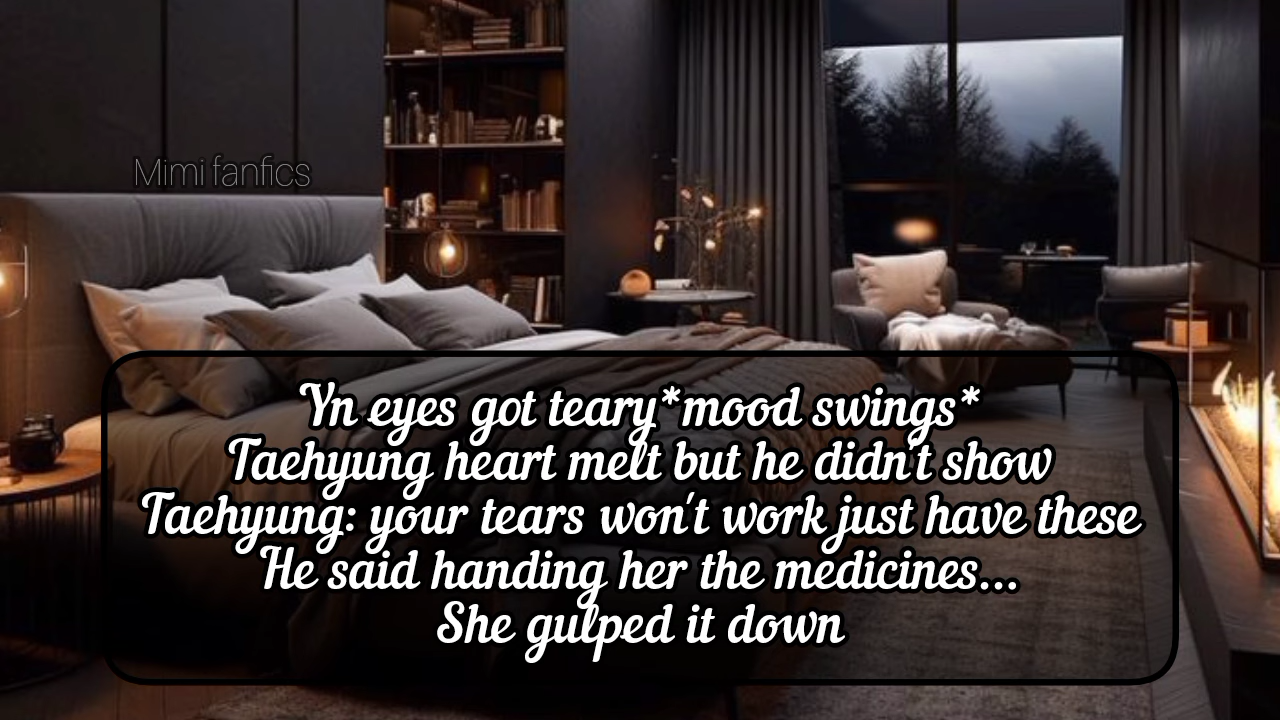 Mimi fanfics
Yn eyes got teary*mood swings*
Taehyung heart melt but he didn't show
Taehyung: your tears won't work just have these
He said handing her the medicines...
She gulped it down